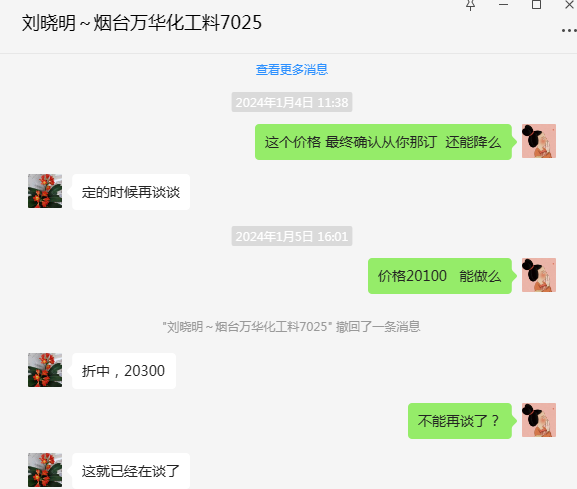 刘晓明～烟台万华化工料7025
查看更多消息
2024年1月4日 11:38
这个价格 最终确认从你那订 还能降么
定的时候再谈谈
2024年1月5日 16:01
价格20100 能做么
"刘晓明～烟台万华化工料7025" 撤回了一条消息
折中，20300
不能再谈了？
这就已经在谈了